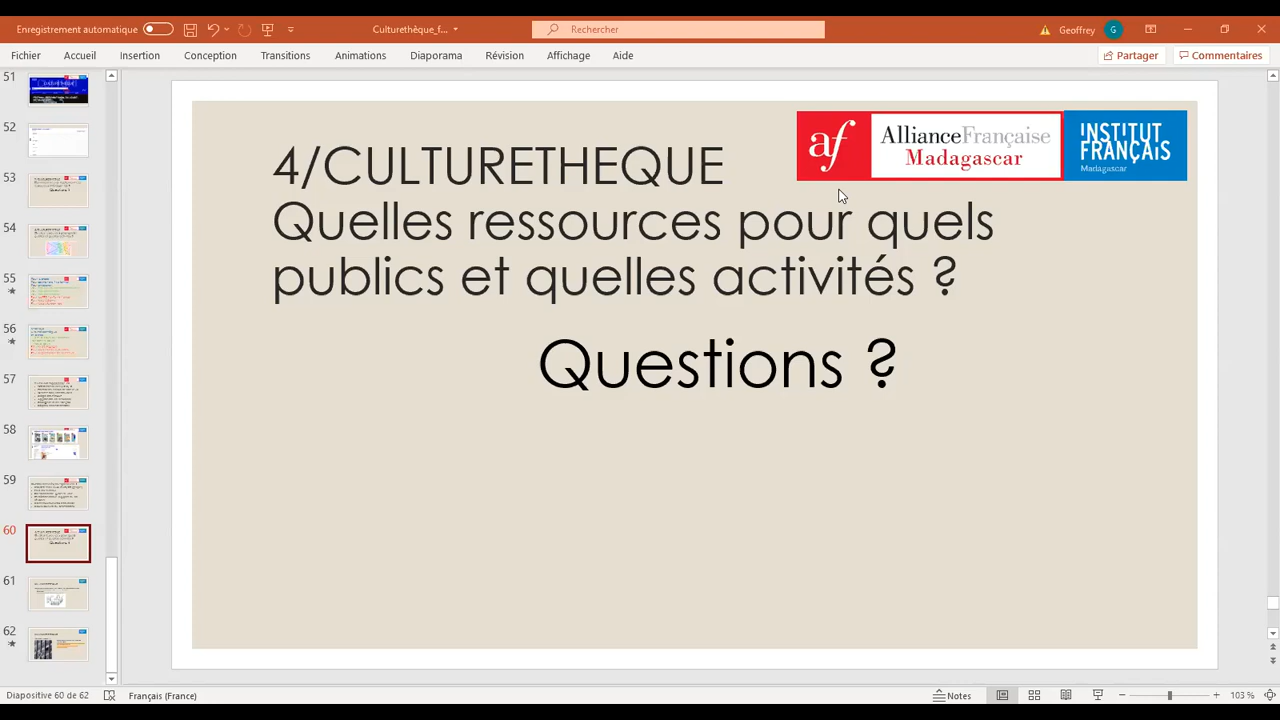 Enregistrement automatique
Culturethèque_f...
Rechercher
Geoffrey
G
Fichier
Accueil
Insertion
Conception
Transitions
Animations
Diaporama
Révision
Affichage
Aide
Partager
Commentaires
51
52
53
54
55
56
57
58
59
60
61
62
af
AllianceFrançaise
Madagascar
INSTITUT
FRANÇAIS
Madagascar
4/CULTURETHEQUE
Quelles ressources pour quels
publics et quelles activités ?
Questions ?
Diapositive 60 de 62
Français (France)
Notes
103 %